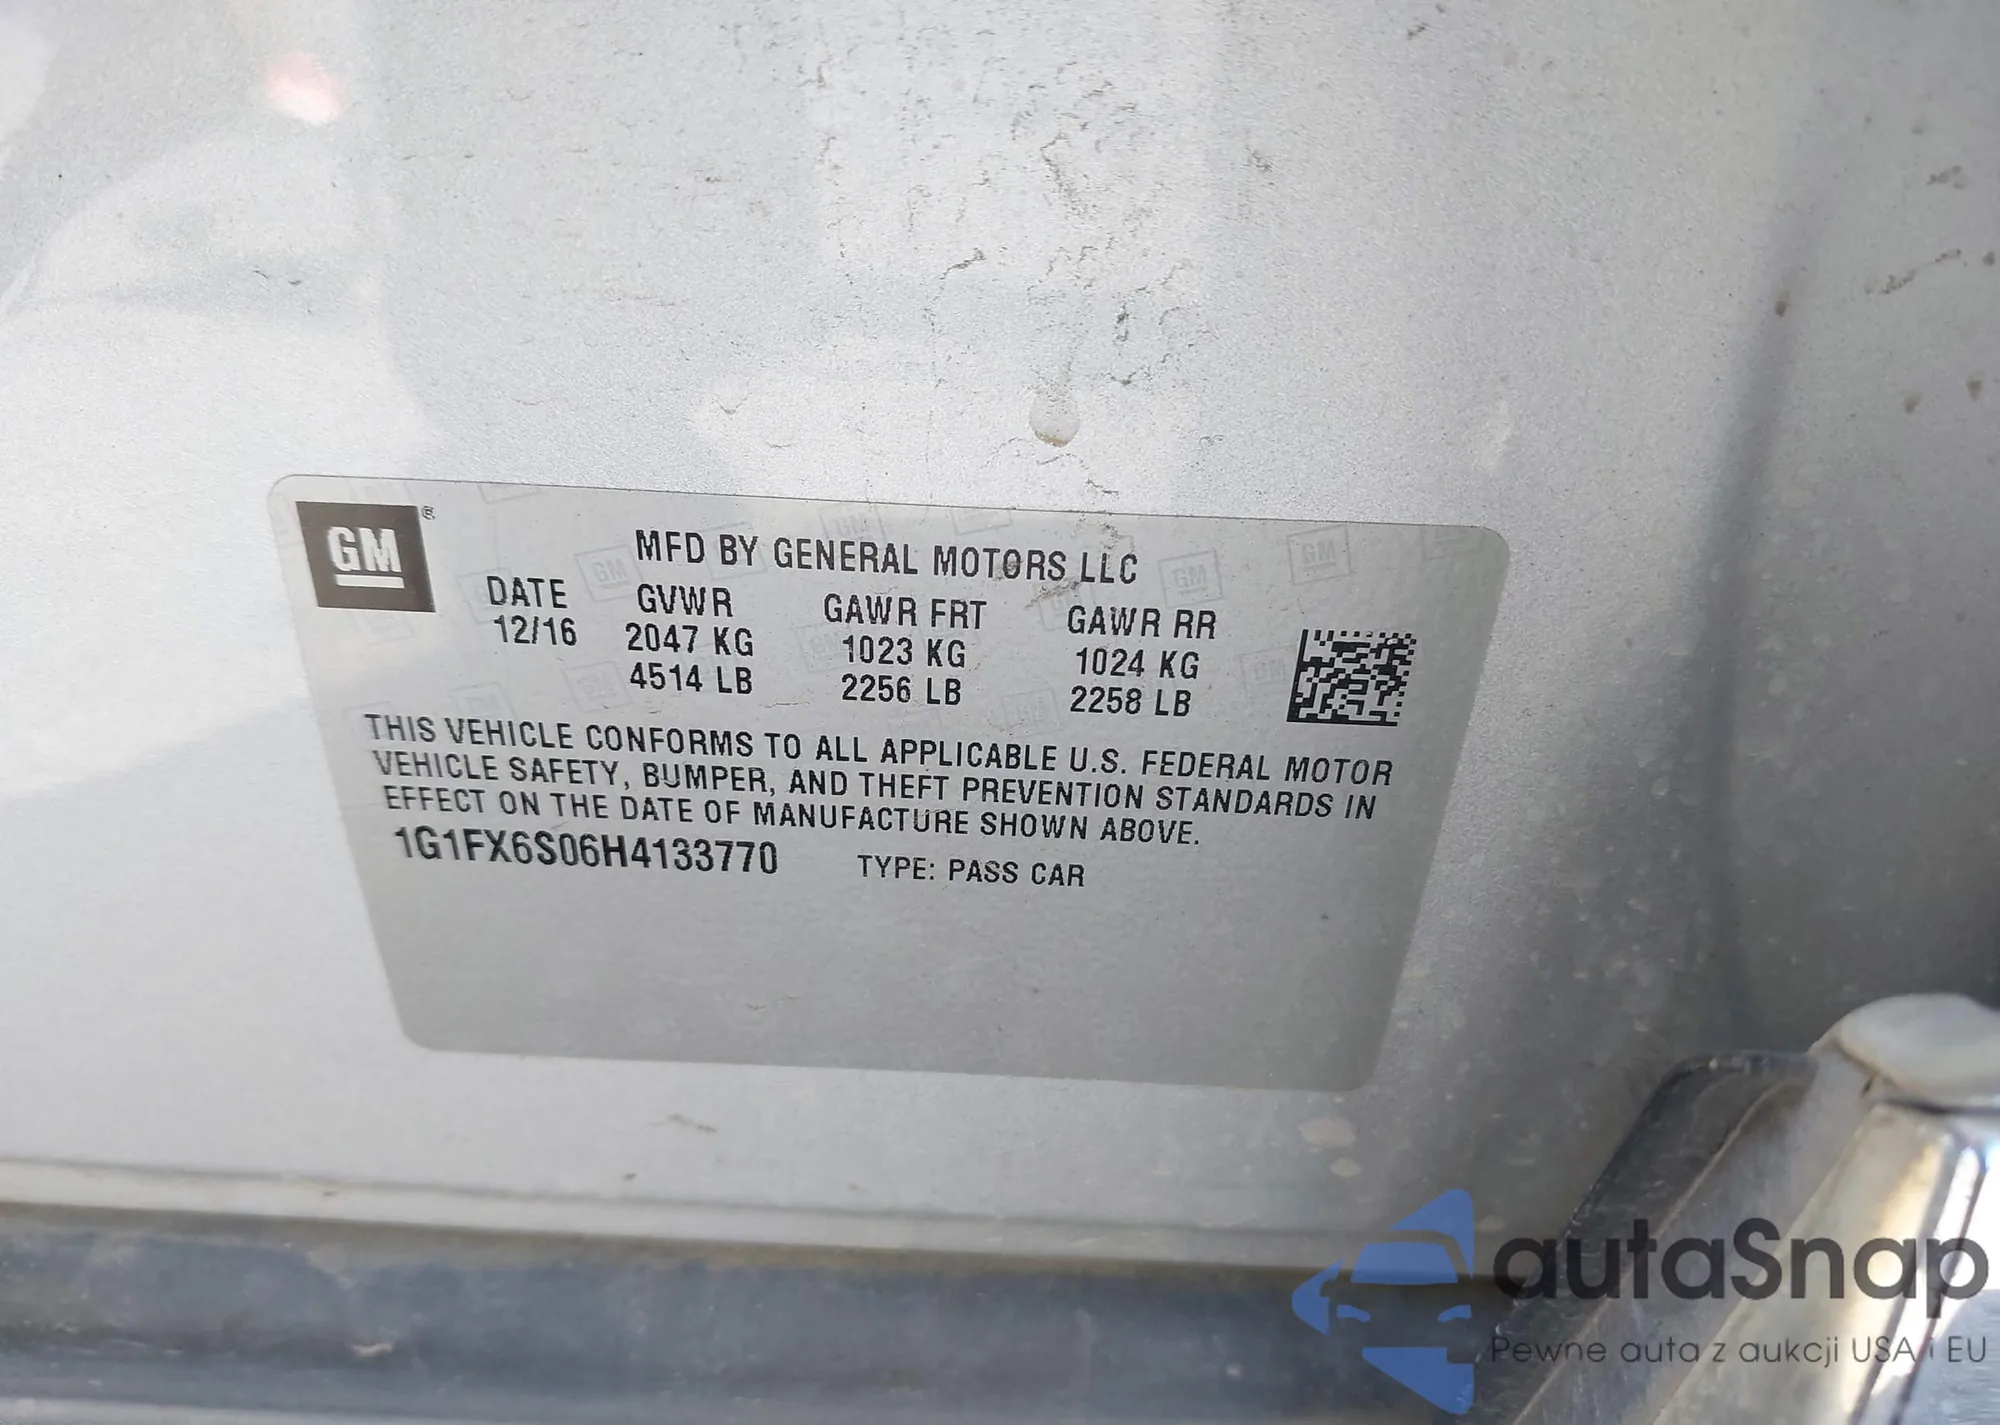 GM ®
MFD BY GENERAL MOTORS LLC
DATE GVWR GAWR FRT GAWR RR
12/16 2047 KG 1023 KG 1024 KG
4514 LB 2256 LB 2258 LB
THIS VEHICLE CONFORMS TO ALL APPLICABLE U.S. FEDERAL MOTOR
VEHICLE SAFETY, BUMPER, AND THEFT PREVENTION STANDARDS IN
EFFECT ON THE DATE OF MANUFACTURE SHOWN ABOVE.
1G1FX6S06H4133770 TYPE: PASS CAR
autaSnap
Pewne auta z aukcji USA i EU